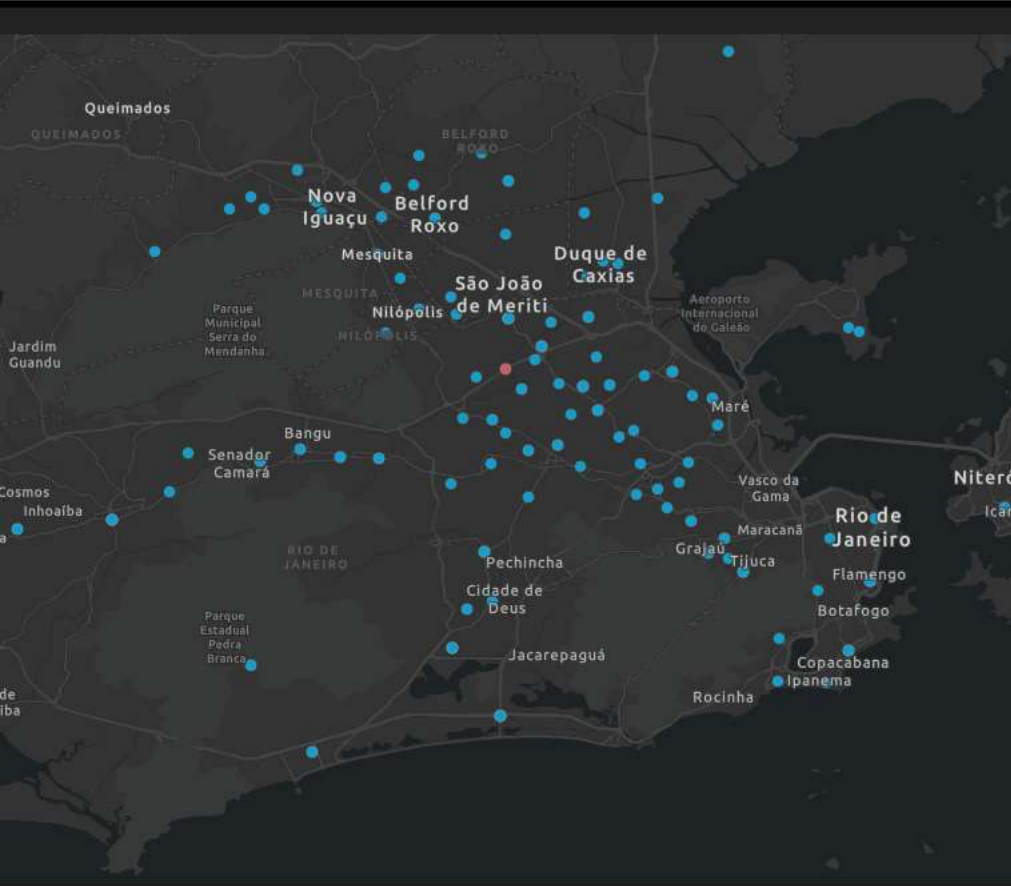 Queimados
QUEIMADOS
BELFORD
ROXO
Nova
Iguaçu
Belford
Roxo
Mesquita
Duque de
Caxias
São João
de Meriti
MESQUITA
Nilópolis
NILÓPOLIS
Aeroporto
Internacional
do Galeão
Parque
Municipal
Serra do
Mendanha
Jardim
Guandu
Maré
Bangu
Senador
Camará
Cosmos
Inhoaíba
a
Vasco da
Gama
Niteró
Icar
Rio de
Janeiro
Maracanã
Grajaú
Tijuca
RIO DE
JANEIRO
Pechincha
Flamengo
Cidade de
Deus
Botafogo
Parque
Estadual
Pedra
Branca
Jacarepaguá
Copacabana
Ipanema
Rocinha
de
iba